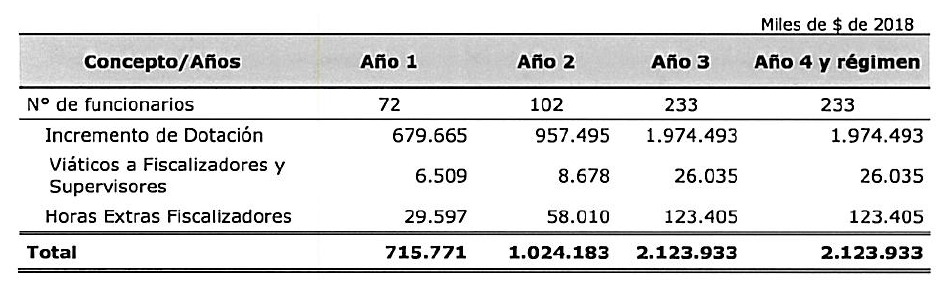 Miles de $ de 2018
Concepto/Años Año 1 Año 2 Año 3 Año 4 y régimen
N° de funcionarios 72 102 233 233
Incremento de Dotación 679.665 957.495 1.974.493 1.974.493
Viáticos a Fiscalizadores y
Supervisores 6.509 8.678 26.035 26.035
Horas Extras Fiscalizadores 29.597 58.010 123.405 123.405
Total 715.771 1.024.183 2.123.933 2.123.933